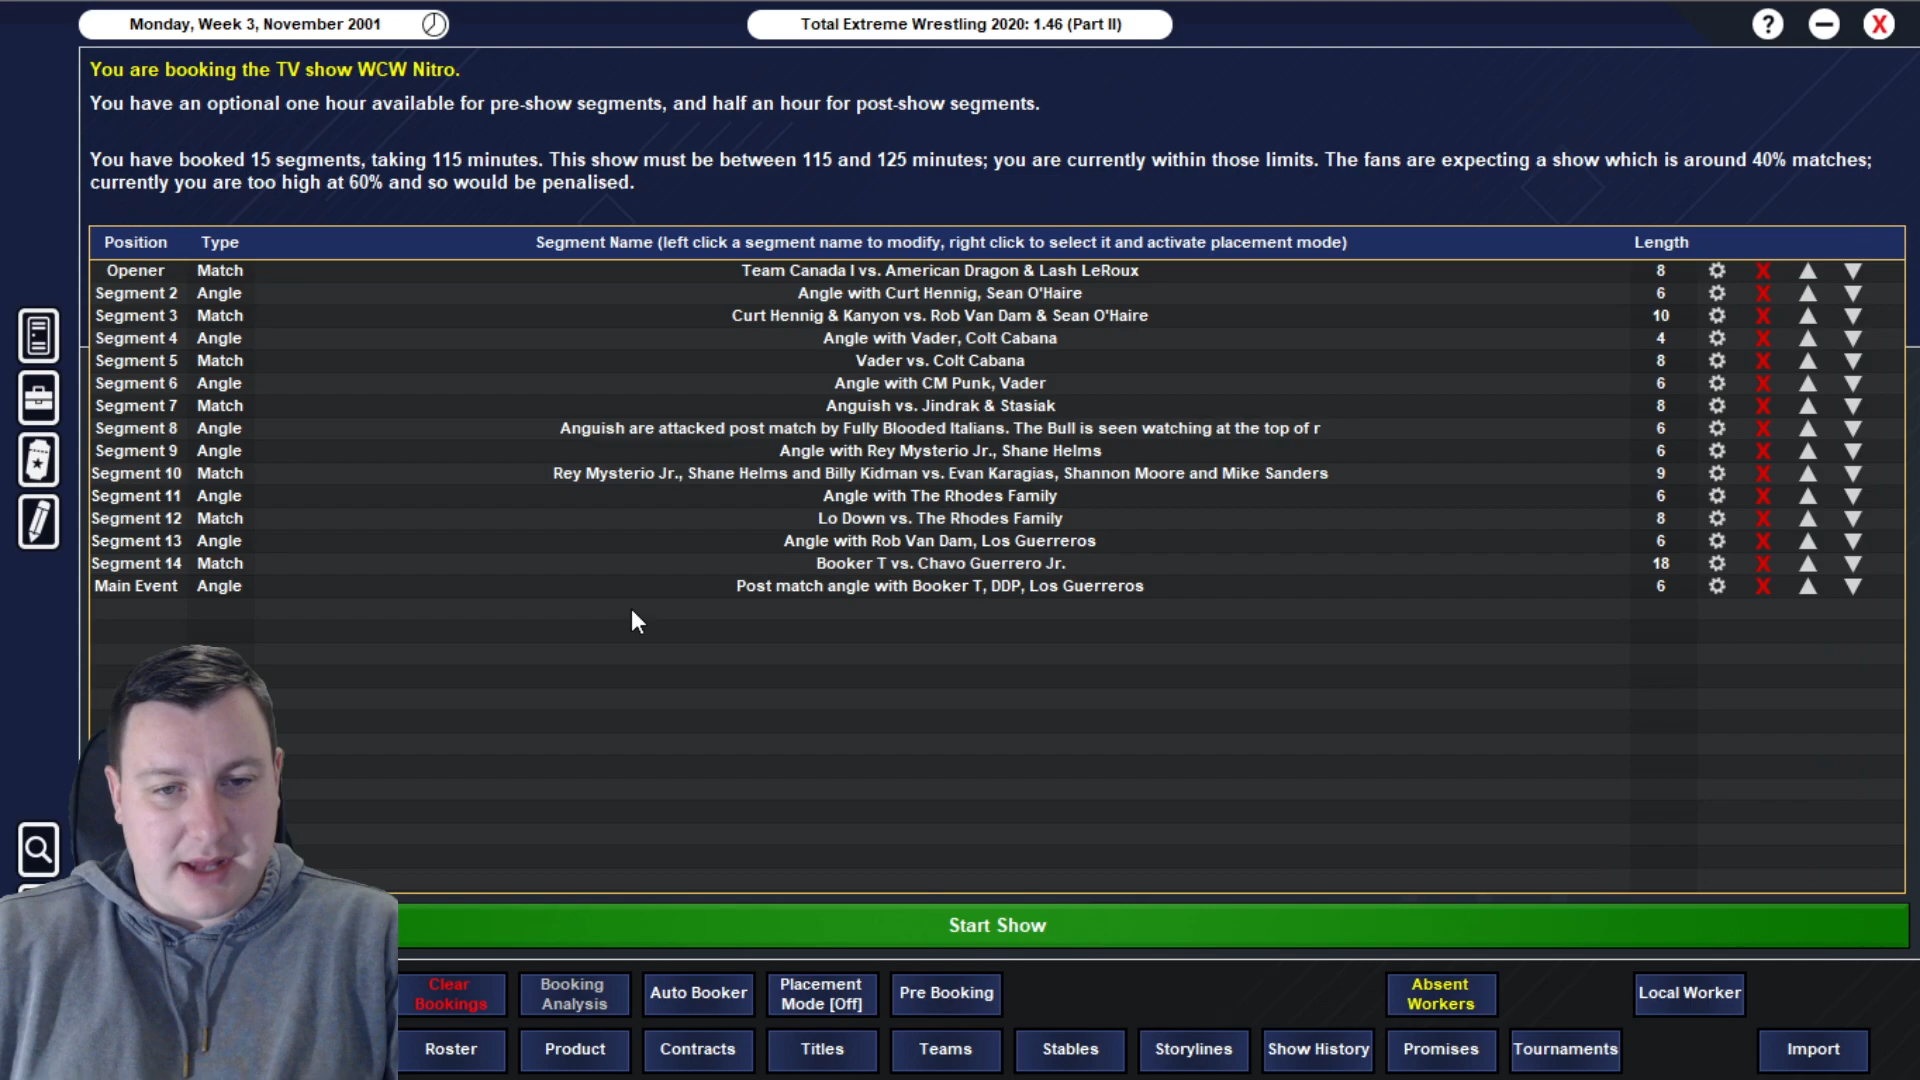 Monday, Week 3, November 2001
Total Extreme Wrestling 2020: 1.46 (Part II)
?
X
You are booking the TV show WCW Nitro.
You have an optional one hour available for pre-show segments, and half an hour for post-show segments.
You have booked 15 segments, taking 115 minutes. This show must be between 115 and 125 minutes; you are currently within those limits. The fans are expecting a show which is around 40% matches;
currently you are too high at 60% and so would be penalised.
Position Type Segment Name (left click a segment name to modify, right click to select it and activate placement mode) Length
Opener Match Team Canada I vs. American Dragon & Lash LeRoux 8 X
Segment 2 Angle Angle with Curt Hennig, Sean O'Haire 6 X
Segment 3 Match Curt Hennig & Kanyon vs. Rob Van Dam & Sean O'Haire 10 X
Segment 4 Angle Angle with Vader, Colt Cabana 4 X
Segment 5 Match Vader vs. Colt Cabana 8 X
Segment 6 Angle Angle with CM Punk, Vader 6 X
Segment 7 Match Anguish vs. Jindrak & Stasiak 8 X
Segment 8 Angle Anguish are attacked post match by Fully Blooded Italians. The Bull is seen watching at the top of r 6 X
Segment 9 Angle Angle with Rey Mysterio Jr., Shane Helms 6 X
Segment 10 Match Rey Mysterio Jr., Shane Helms and Billy Kidman vs. Evan Karagias, Shannon Moore and Mike Sanders 9 X
Segment 11 Angle Angle with The Rhodes Family 6 X
Segment 12 Match Lo Down vs. The Rhodes Family 8 X
Segment 13 Angle Angle with Rob Van Dam, Los Guerreros 6 X
Segment 14 Match Booker T vs. Chavo Guerrero Jr. 18 X
Main Event Angle Post match angle with Booker T, DDP, Los Guerreros 6 X
Start Show
Clear Bookings
Booking Analysis
Auto Booker
Placement Mode [Off]
Pre Booking
Absent Workers
Local Worker
Roster
Product
Contracts
Titles
Teams
Stables
Storylines
Show History
Promises
Tournaments
Import